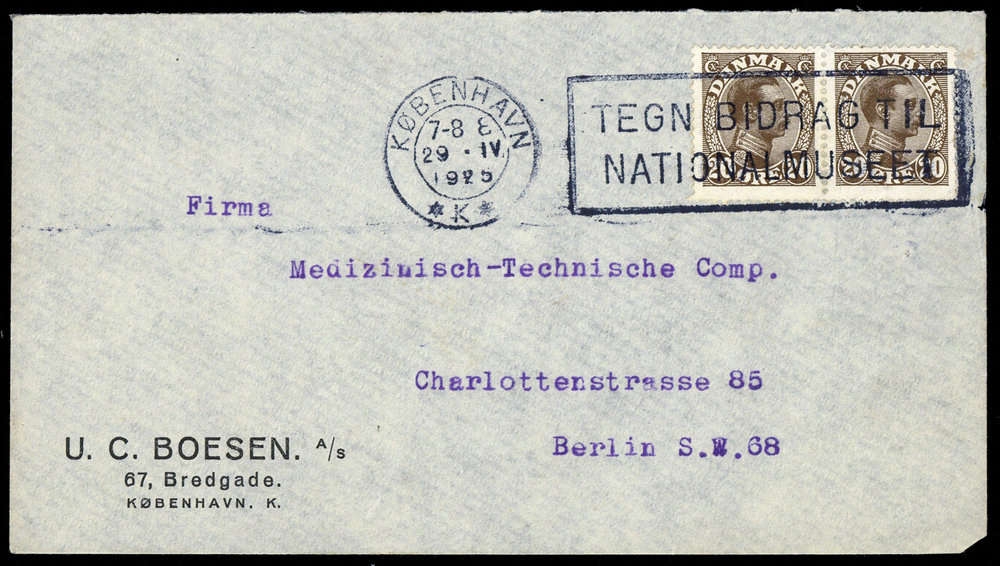 DANMARK DANMARK
KØBENHAVN
7-8 E
29 · IV
1925
* K *
TEGN BIDRAG TIL
NATIONALMUSEET
Firma
Medizinisch-Technische Comp.
Charlottenstrasse 85
Berlin S.W.68
U. C. BOESEN. A/s
67, Bredgade.
KØBENHAVN. K.